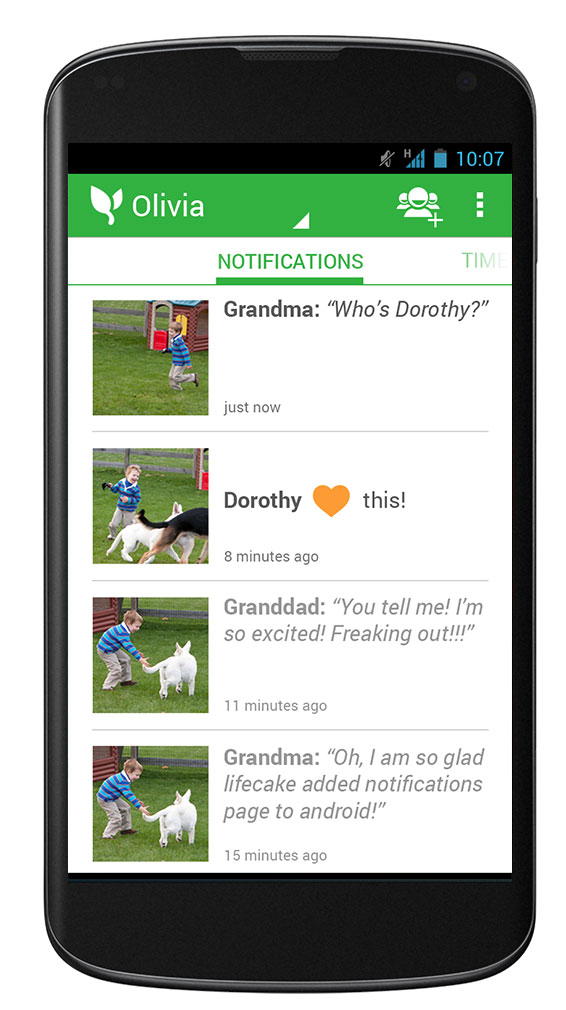 H 10:07
Olivia
NOTIFICATIONS TIME
Grandma: “Who’s Dorothy?”
just now
Dorothy this!
8 minutes ago
Granddad: “You tell me! I’m
so excited! Freaking out!!!”
11 minutes ago
Grandma: “Oh, I am so glad
lifecake added notifications
page to android!”
15 minutes ago